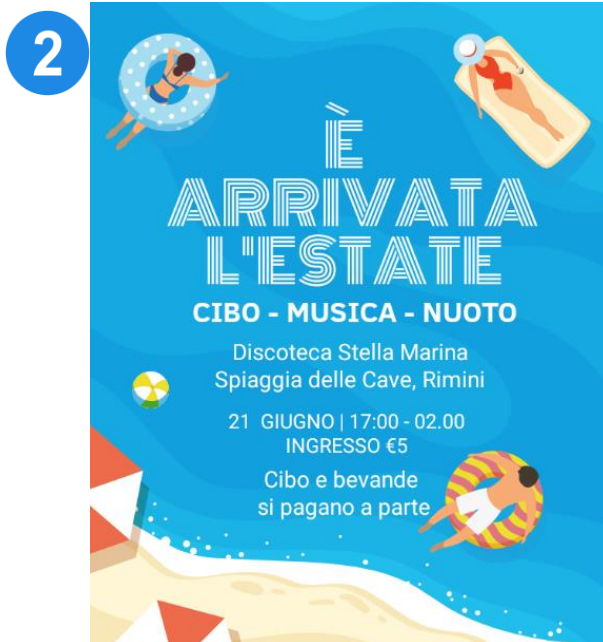 2
È
ARRIVATA
L'ESTATE
CIBO - MUSICA - NUOTO
Discoteca Stella Marina
Spiaggia delle Cave, Rimini
21 GIUGNO | 17:00 - 02.00
INGRESSO €5
Cibo e bevande
si pagano a parte